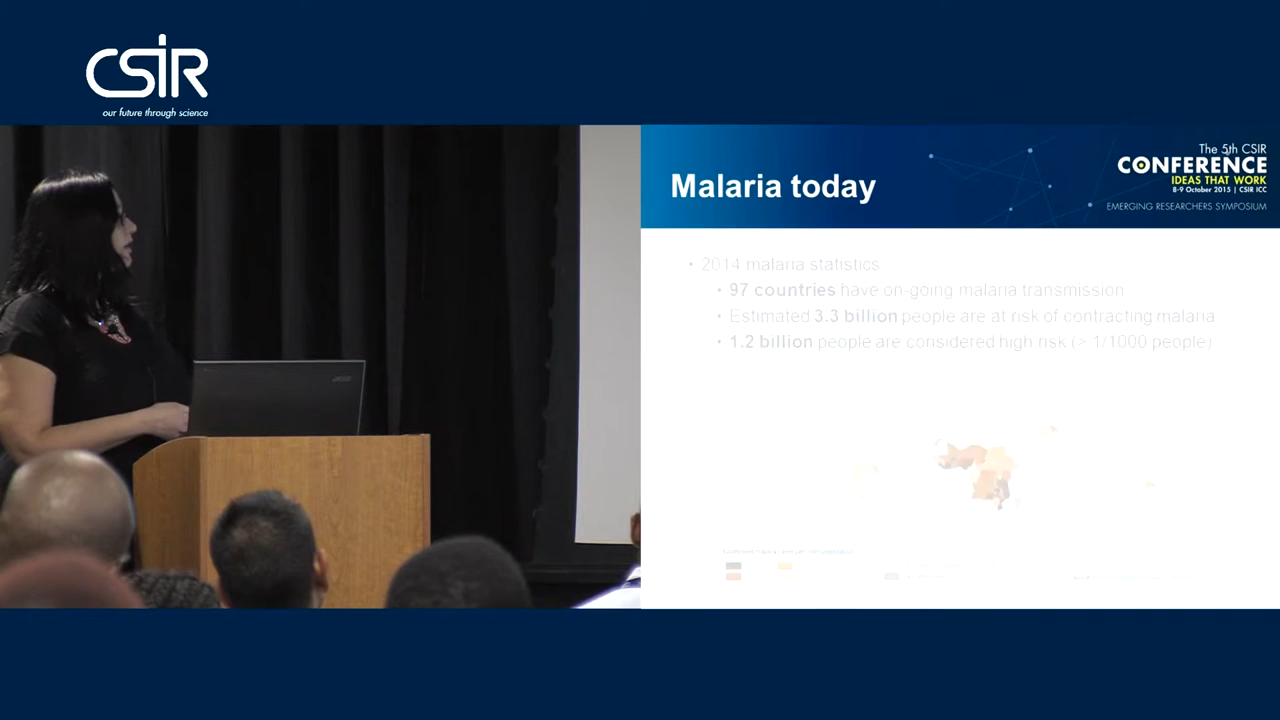 CSIR
our future through science
The 5th CSIR
CONFERENCE
IDEAS THAT WORK
8-9 October 2015 | CSIR ICC
EMERGING RESEARCHERS SYMPOSIUM
Malaria today
• 2014 malaria statistics
• 97 countries have on-going malaria transmission
• Estimated 3.3 billion people are at risk of contracting malaria
• 1.2 billion people are considered high risk (> 1/1000 people)
acer